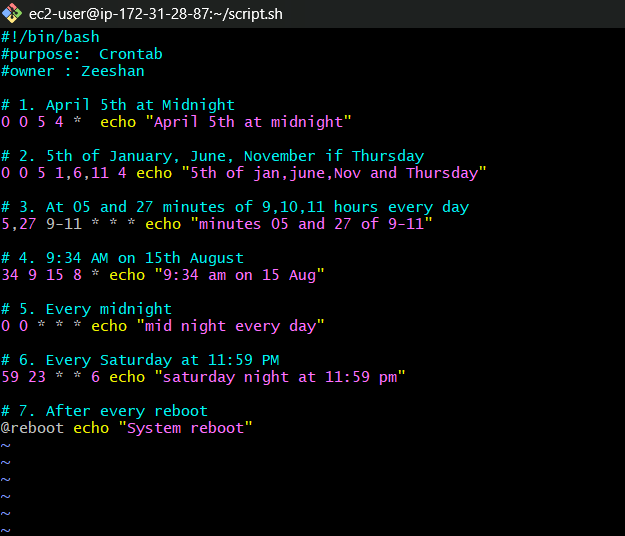 ec2-user@ip-172-31-28-87:~/script.sh
#!/bin/bash
#purpose:  Crontab
#owner : Zeeshan

# 1. April 5th at Midnight
0 0 5 4 *  echo "April 5th at midnight"

# 2. 5th of January, June, November if Thursday
0 0 5 1,6,11 4 echo "5th of jan,june,Nov and Thursday"

# 3. At 05 and 27 minutes of 9,10,11 hours every day
5,27 9-11 * * * echo "minutes 05 and 27 of 9-11"

# 4. 9:34 AM on 15th August
34 9 15 8 * echo "9:34 am on 15 Aug"

# 5. Every midnight
0 0 * * * echo "mid night every day"

# 6. Every Saturday at 11:59 PM
59 23 * * 6 echo "saturday night at 11:59 pm"

# 7. After every reboot
@reboot echo "System reboot"
~
~
~
~
~
~